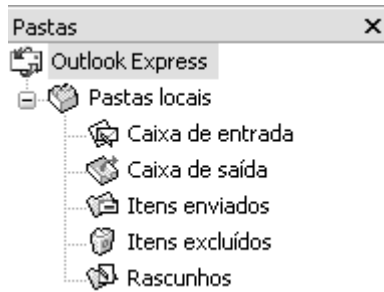 Pastas
Outlook Express
Pastas locais
Caixa de entrada
Caixa de saída
Itens enviados
Itens excluídos
Rascunhos